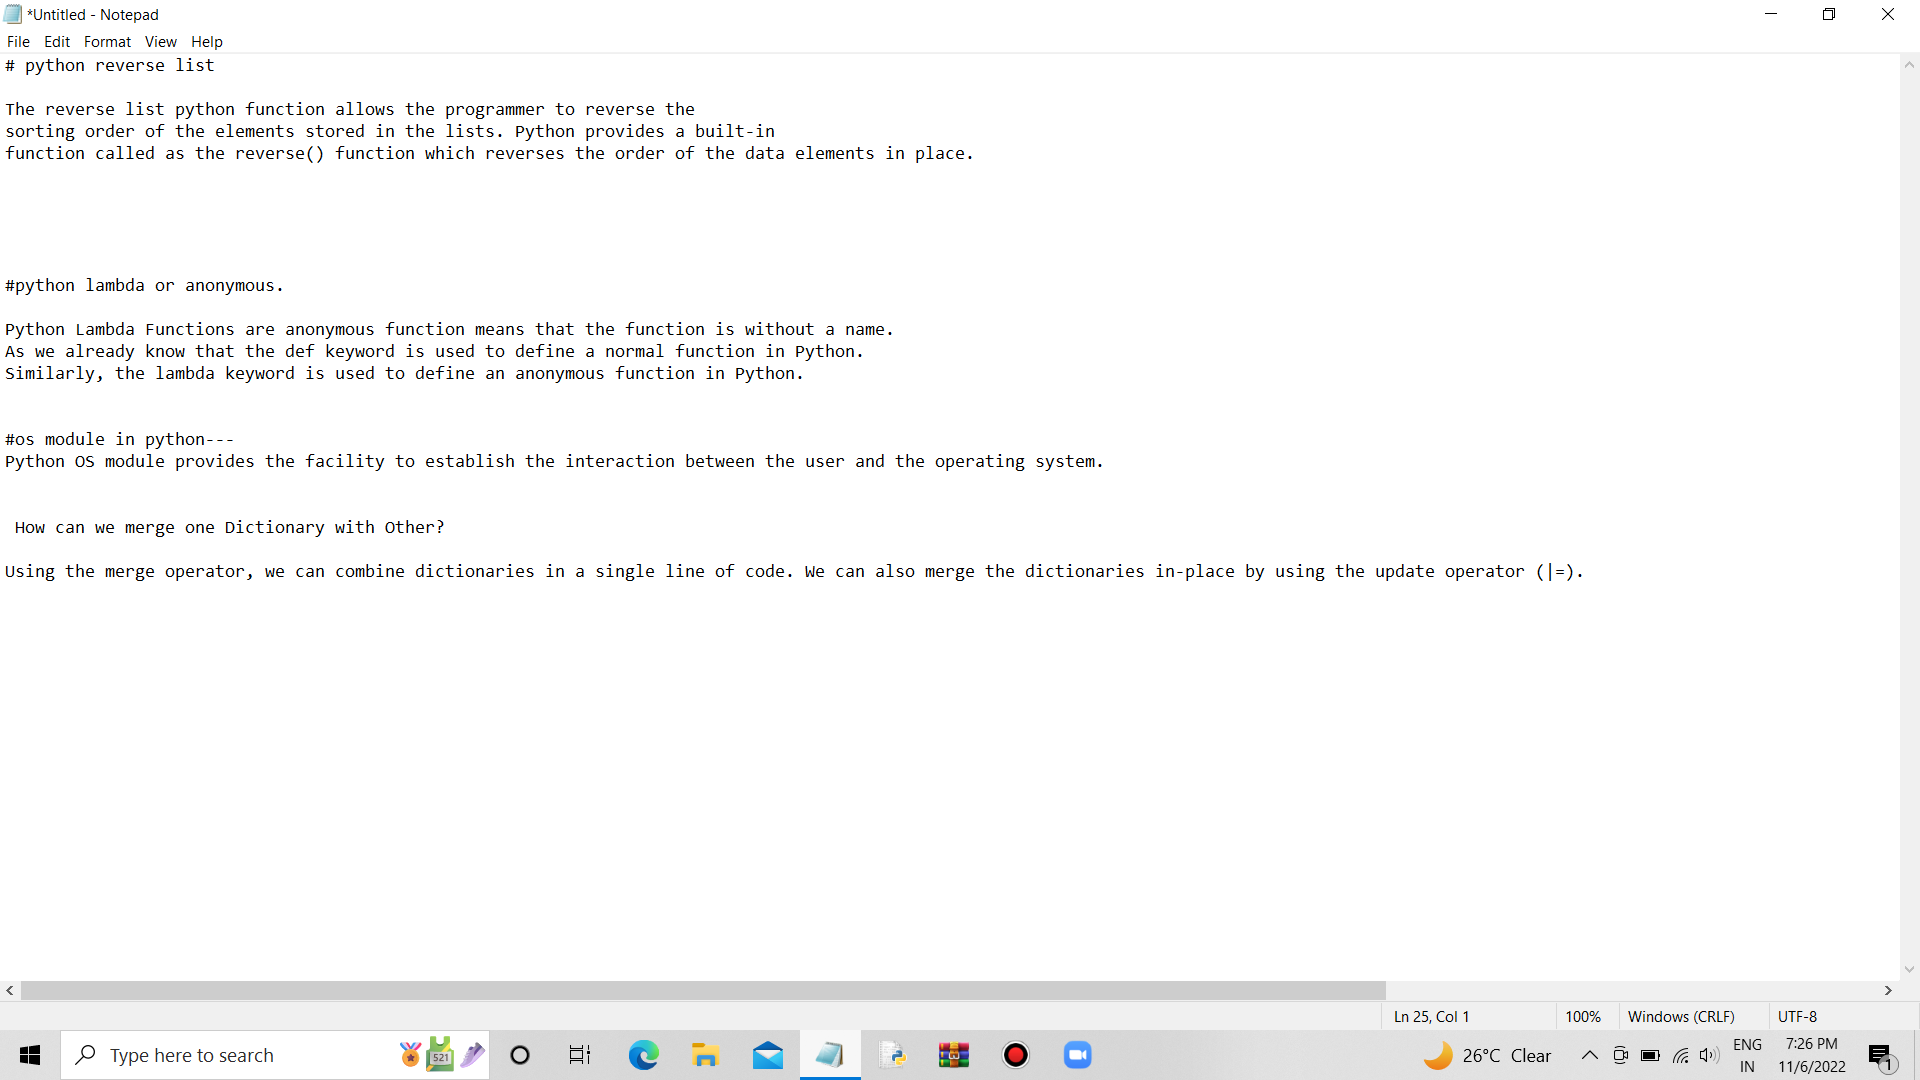 *Untitled - Notepad
File Edit Format View Help
# python reverse list
The reverse list python function allows the programmer to reverse the
sorting order of the elements stored in the lists. Python provides a built-in
function called as the reverse() function which reverses the order of the data elements in place.
#python lambda or anonymous.
Python Lambda Functions are anonymous function means that the function is without a name.
As we already know that the def keyword is used to define a normal function in Python.
Similarly, the lambda keyword is used to define an anonymous function in Python.
#os module in python---
Python OS module provides the facility to establish the interaction between the user and the operating system.
How can we merge one Dictionary with Other?
Using the merge operator, we can combine dictionaries in a single line of code. We can also merge the dictionaries in-place by using the update operator (|=).
Ln 25, Col 1 100% Windows (CRLF) UTF-8
Type here to search 521 26°C Clear ENG 7:26 PM
IN 11/6/2022 1